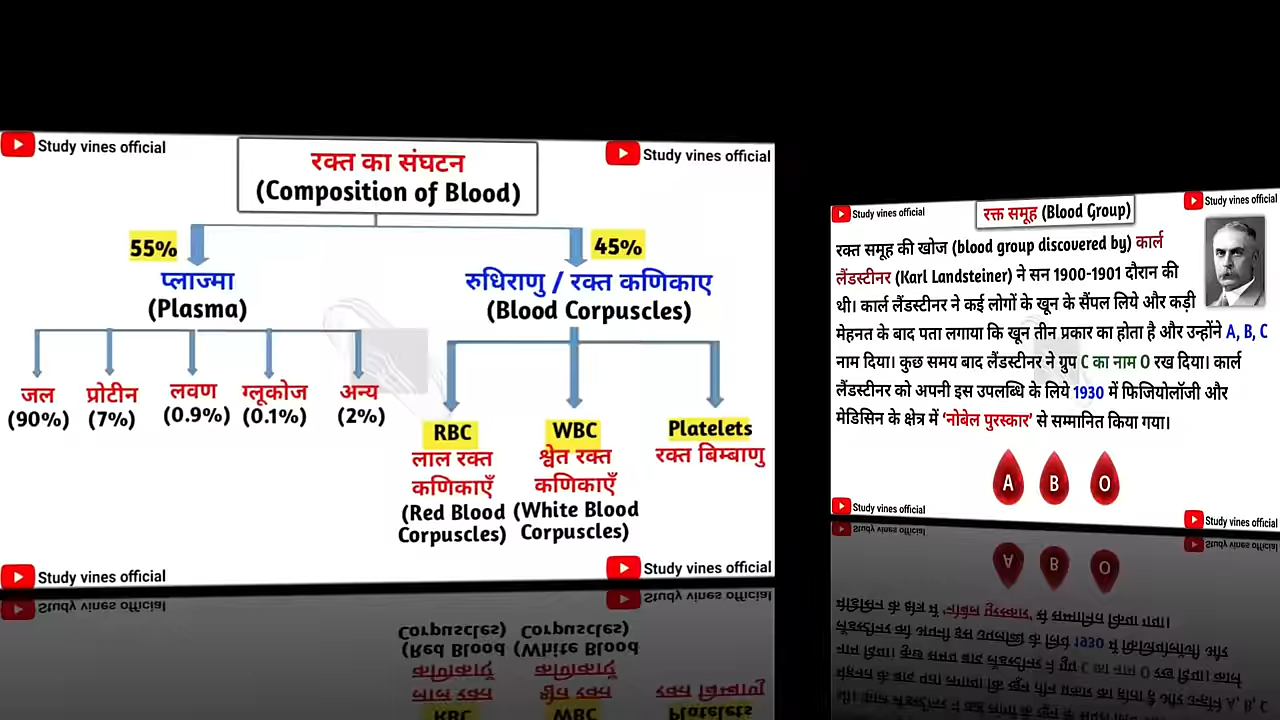 Study vines official
Study vines official
रक्त का संघटन
(Composition of Blood)
55%
45%
प्लाज्मा
(Plasma)
रुधिराणु / रक्त कणिकाए
(Blood Corpuscles)
जल
(90%)
प्रोटीन
(7%)
लवण
(0.9%)
ग्लूकोज
(0.1%)
अन्य
(2%)
RBC
लाल रक्त
कणिकाएँ
(Red Blood
Corpuscles)
WBC
श्वेत रक्त
कणिकाएँ
(White Blood
Corpuscles)
Platelets
रक्त बिम्बाणु
Study vines official
Study vines official
Study vines official
Study vines official
रक्त समूह (Blood Group)
रक्त समूह की खोज (blood group discovered by) कार्ल
लैंडस्टीनर (Karl Landsteiner) ने सन 1900-1901 दौरान की
थी। कार्ल लैंडस्टीनर ने कई लोगों के खून के सैंपल लिये और कड़ी
मेहनत के बाद पता लगाया कि खून तीन प्रकार का होता है और उन्होंने A, B, C
नाम दिया। कुछ समय बाद लैंडस्टीनर ने ग्रुप C का नाम O रख दिया। कार्ल
लैंडस्टीनर को अपनी इस उपलब्धि के लिये 1930 में फिजियोलॉजी और
मेडिसिन के क्षेत्र में ‘नोबेल पुरस्कार’ से सम्मानित किया गया।
A B O
Study vines official
Study vines official